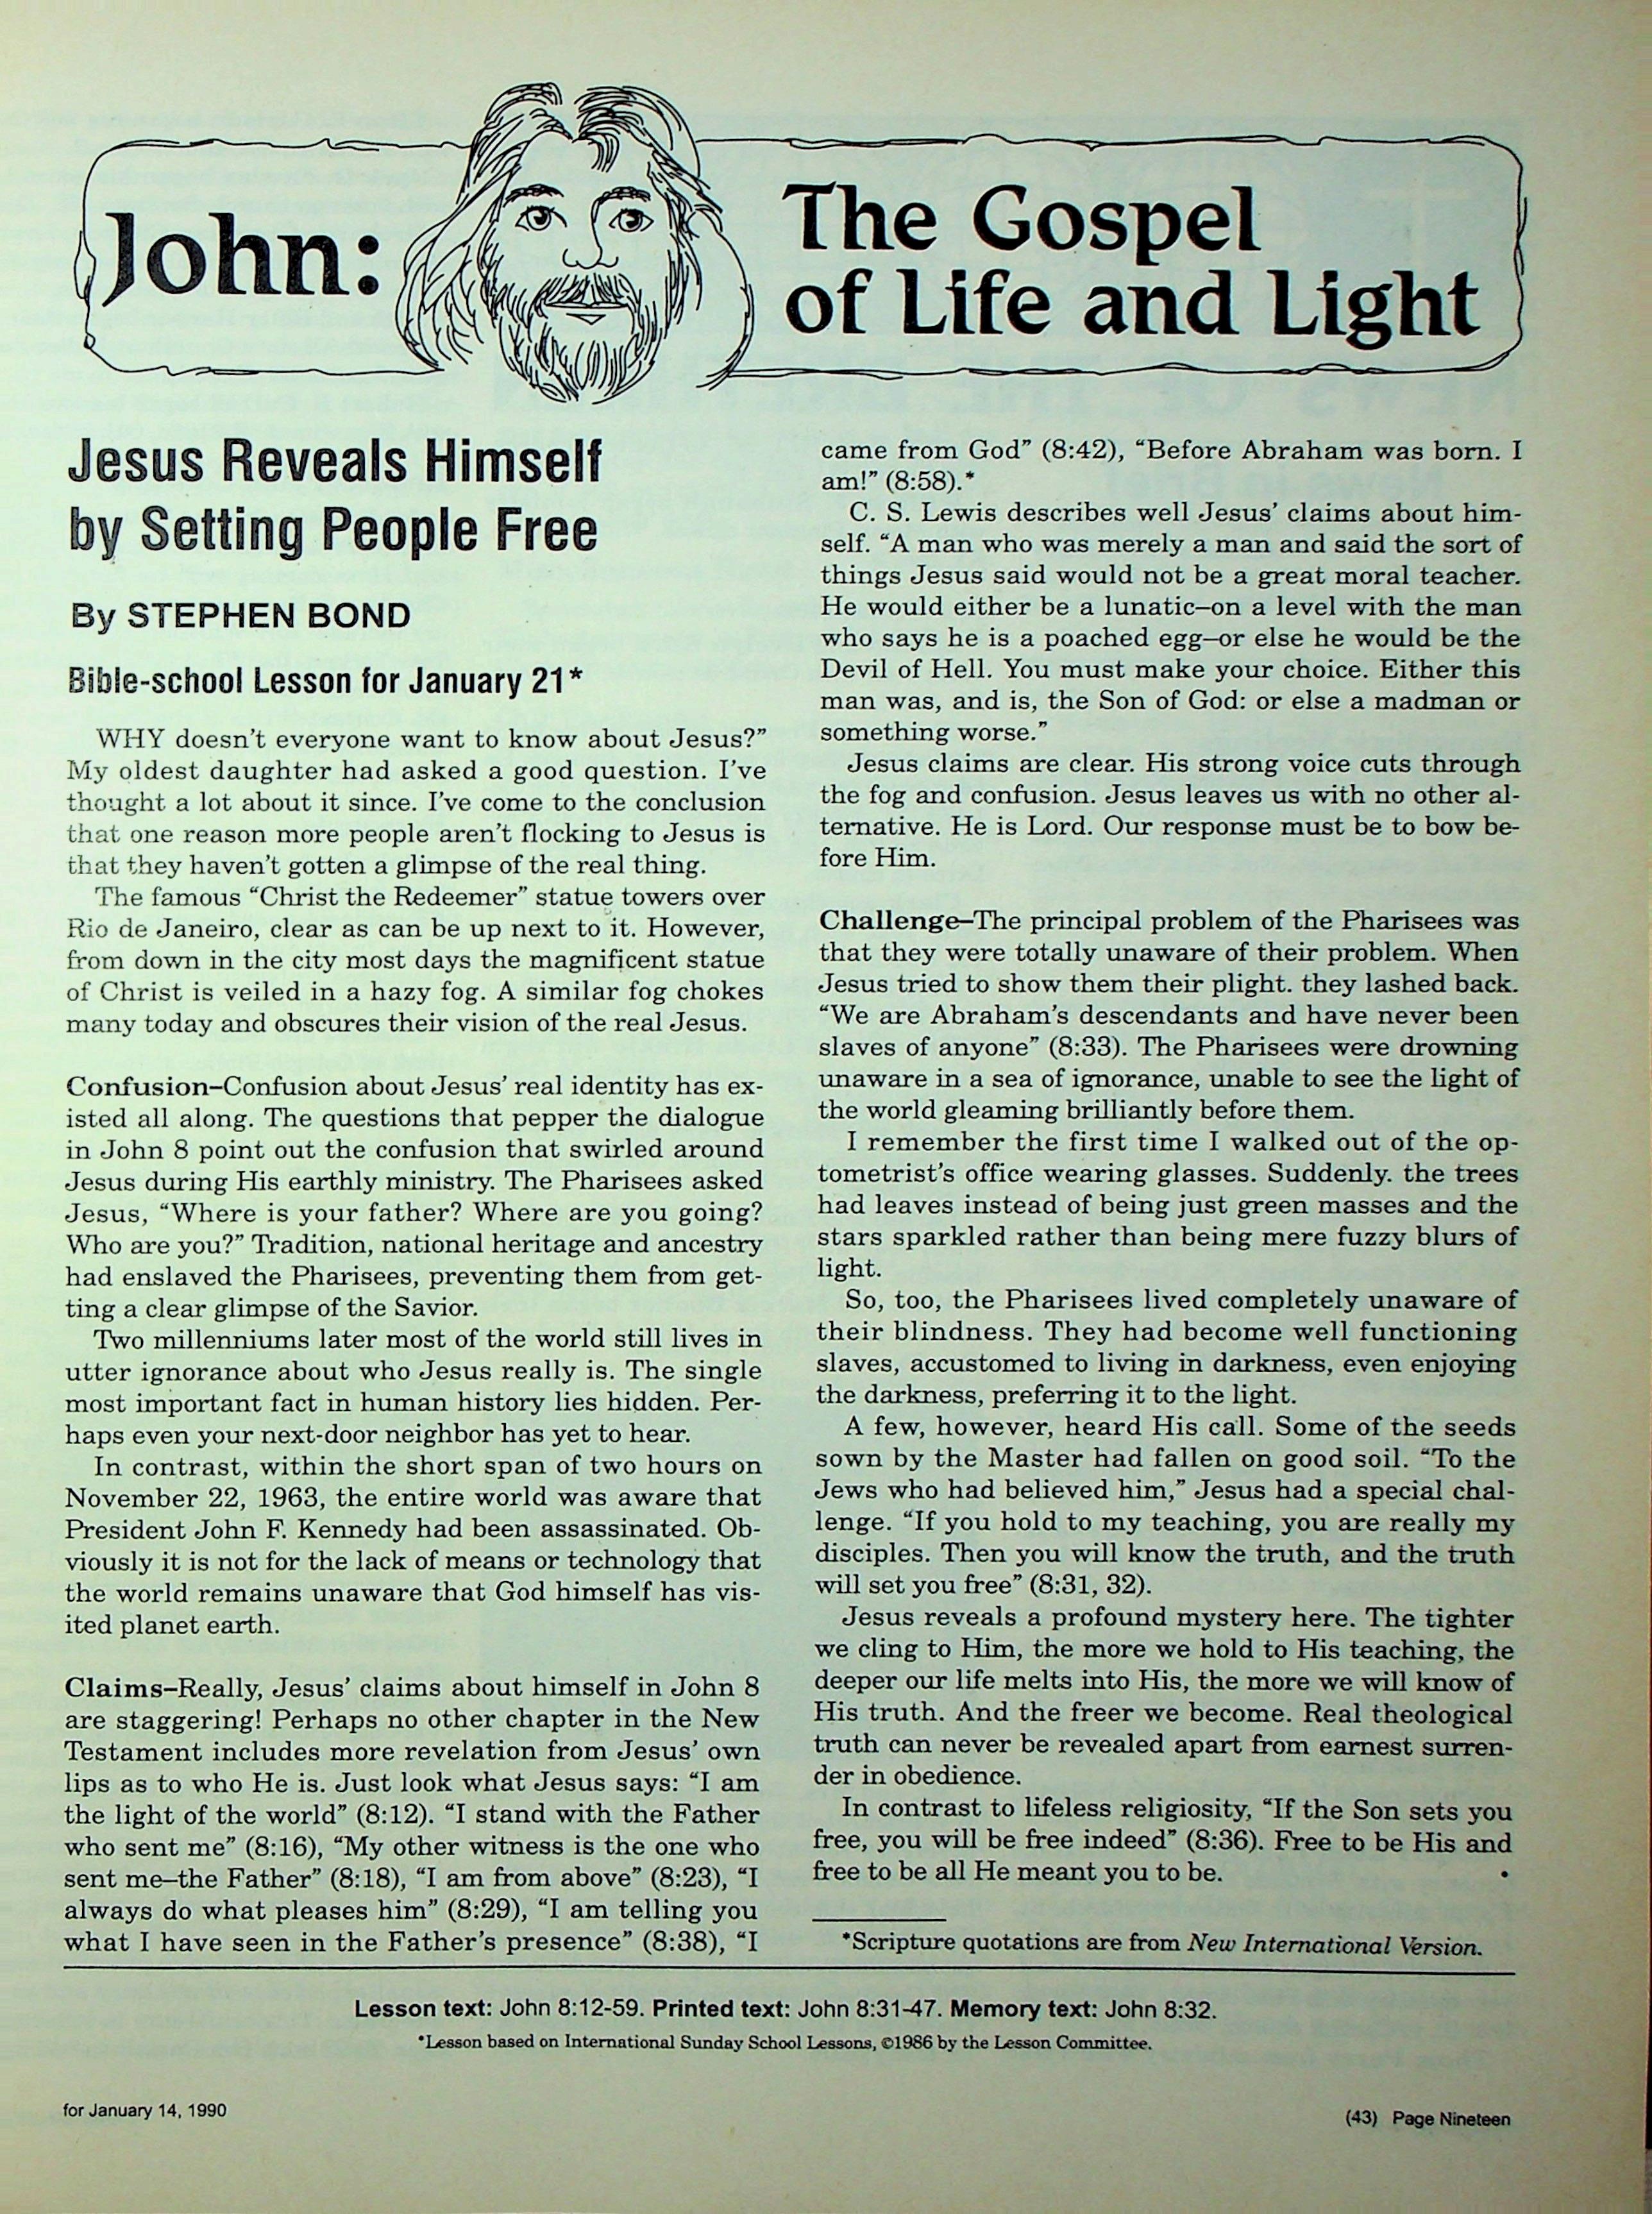 John:
The Gospel
of Life and Light
Jesus Reveals Himself
by Setting People Free
By STEPHEN BOND
Bible-school Lesson for January 21*
WHY doesn't everyone want to know about Jesus?"
My oldest daughter had asked a good question. I've
thought a lot about it since. I've come to the conclusion
that one reason more people aren't flocking to Jesus is
that they haven't gotten a glimpse of the real thing.
The famous “Christ the Redeemer” statue towers over
Rio de Janeiro, clear as can be up next to it. However,
from down in the city most days the magnificent statue
of Christ is veiled in a hazy fog. A similar fog chokes
many today and obscures their vision of the real Jesus.
Confusion–Confusion about Jesus’ real identity has ex-
isted all along. The questions that pepper the dialogue
in John 8 point out the confusion that swirled around
Jesus during His earthly ministry. The Pharisees asked
Jesus, “Where is your father? Where are you going?
Who are you?” Tradition, national heritage and ancestry
had enslaved the Pharisees, preventing them from get-
ting a clear glimpse of the Savior.
Two millenniums later most of the world still lives in
utter ignorance about who Jesus really is. The single
most important fact in human history lies hidden. Per-
haps even your next-door neighbor has yet to hear.
In contrast, within the short span of two hours on
November 22, 1963, the entire world was aware that
President John F. Kennedy had been assassinated. Ob-
viously it is not for the lack of means or technology that
the world remains unaware that God himself has vis-
ited planet earth.
Claims–Really, Jesus’ claims about himself in John 8
are staggering! Perhaps no other chapter in the New
Testament includes more revelation from Jesus’ own
lips as to who He is. Just look what Jesus says: “I am
the light of the world” (8:12). “I stand with the Father
who sent me” (8:16), “My other witness is the one who
sent me–the Father” (8:18), “I am from above” (8:23), “I
always do what pleases him” (8:29), “I am telling you
what I have seen in the Father’s presence” (8:38), “I
came from God” (8:42), “Before Abraham was born. I
am!” (8:58).*
C. S. Lewis describes well Jesus’ claims about him-
self. “A man who was merely a man and said the sort of
things Jesus said would not be a great moral teacher.
He would either be a lunatic–on a level with the man
who says he is a poached egg–or else he would be the
Devil of Hell. You must make your choice. Either this
man was, and is, the Son of God: or else a madman or
something worse.”
Jesus claims are clear. His strong voice cuts through
the fog and confusion. Jesus leaves us with no other al-
ternative. He is Lord. Our response must be to bow be-
fore Him.
Challenge–The principal problem of the Pharisees was
that they were totally unaware of their problem. When
Jesus tried to show them their plight. they lashed back.
“We are Abraham’s descendants and have never been
slaves of anyone” (8:33). The Pharisees were drowning
unaware in a sea of ignorance, unable to see the light of
the world gleaming brilliantly before them.
I remember the first time I walked out of the op-
tometrist’s office wearing glasses. Suddenly. the trees
had leaves instead of being just green masses and the
stars sparkled rather than being mere fuzzy blurs of
light.
So, too, the Pharisees lived completely unaware of
their blindness. They had become well functioning
slaves, accustomed to living in darkness, even enjoying
the darkness, preferring it to the light.
A few, however, heard His call. Some of the seeds
sown by the Master had fallen on good soil. “To the
Jews who had believed him,” Jesus had a special chal-
lenge. “If you hold to my teaching, you are really my
disciples. Then you will know the truth, and the truth
will set you free” (8:31, 32).
Jesus reveals a profound mystery here. The tighter
we cling to Him, the more we hold to His teaching, the
deeper our life melts into His, the more we will know of
His truth. And the freer we become. Real theological
truth can never be revealed apart from earnest surren-
der in obedience.
In contrast to lifeless religiosity, “If the Son sets you
free, you will be free indeed” (8:36). Free to be His and
free to be all He meant you to be. •
*Scripture quotations are from New International Version.
Lesson text: John 8:12-59. Printed text: John 8:31-47. Memory text: John 8:32.
*Lesson based on International Sunday School Lessons, ©1986 by the Lesson Committee.
for January 14, 1990
(43) Page Nineteen